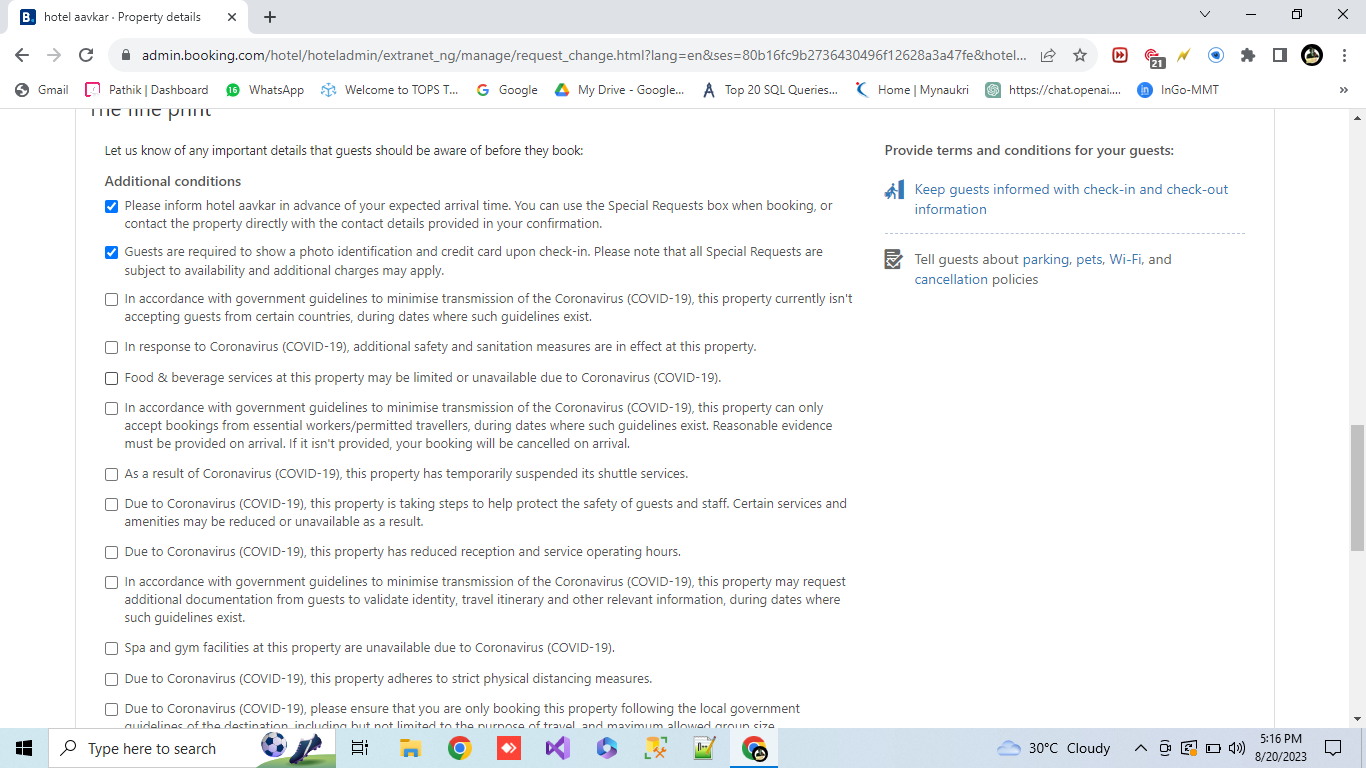 hotel aavkar · Property details
admin.booking.com/hotel/hoteladmin/extranet_ng/manage/request_change.html?lang=en&ses=80b16fc9b2736430496f12628a3a47fe&hotel...
21
Gmail
Pathik | Dashboard
16
WhatsApp
Welcome to TOPS T...
Google
My Drive - Google...
Top 20 SQL Queries...
Home | Mynaukri
https://chat.openai....
InGo-MMT
The fine print
Let us know of any important details that guests should be aware of before they book:
Additional conditions
Please inform hotel aavkar in advance of your expected arrival time. You can use the Special Requests box when booking, or
contact the property directly with the contact details provided in your confirmation.
Guests are required to show a photo identification and credit card upon check-in. Please note that all Special Requests are
subject to availability and additional charges may apply.
In accordance with government guidelines to minimise transmission of the Coronavirus (COVID-19), this property currently isn't
accepting guests from certain countries, during dates where such guidelines exist.
In response to Coronavirus (COVID-19), additional safety and sanitation measures are in effect at this property.
Food & beverage services at this property may be limited or unavailable due to Coronavirus (COVID-19).
In accordance with government guidelines to minimise transmission of the Coronavirus (COVID-19), this property can only
accept bookings from essential workers/permitted travellers, during dates where such guidelines exist. Reasonable evidence
must be provided on arrival. If it isn't provided, your booking will be cancelled on arrival.
As a result of Coronavirus (COVID-19), this property has temporarily suspended its shuttle services.
Due to Coronavirus (COVID-19), this property is taking steps to help protect the safety of guests and staff. Certain services and
amenities may be reduced or unavailable as a result.
Due to Coronavirus (COVID-19), this property has reduced reception and service operating hours.
In accordance with government guidelines to minimise transmission of the Coronavirus (COVID-19), this property may request
additional documentation from guests to validate identity, travel itinerary and other relevant information, during dates where
such guidelines exist.
Spa and gym facilities at this property are unavailable due to Coronavirus (COVID-19).
Due to Coronavirus (COVID-19), this property adheres to strict physical distancing measures.
Due to Coronavirus (COVID-19), please ensure that you are only booking this property following the local government
guidelines of the destination, including but not limited to the purpose of travel, and maximum allowed group size.
Provide terms and conditions for your guests:
Keep guests informed with check-in and check-out
information
Tell guests about parking, pets, Wi-Fi, and
cancellation policies
Type here to search
30°C Cloudy
5:16 PM
8/20/2023